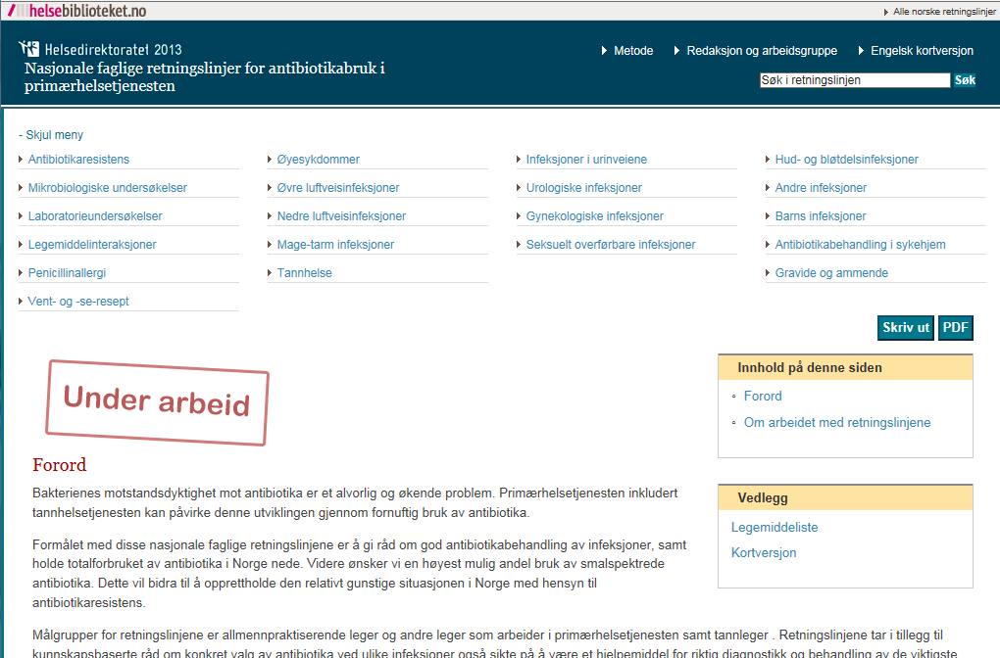 helsebiblioteket.no
Alle norske retningslinjer
Helsedirektoratet 2013
Nasjonale faglige retningslinjer for antibiotikabruk i
primærhelsetjenesten
Metode
Redaksjon og arbeidsgruppe
Engelsk kortversjon
Søk i retningslinjen
Søk
- Skjul meny
Antibiotikaresistens
Mikrobiologiske undersøkelser
Laboratorieundersøkelser
Legemiddelinteraksjoner
Penicillinallergi
Vent- og -se-resept
Øyesykdommer
Øvre luftveisinfeksjoner
Nedre luftveisinfeksjoner
Mage-tarm infeksjoner
Tannhelse
Infeksjoner i urinveiene
Urologiske infeksjoner
Gynekologiske infeksjoner
Seksuelt overførbare infeksjoner
Hud- og bløtdelsinfeksjoner
Andre infeksjoner
Barns infeksjoner
Antibiotikabehandling i sykehjem
Gravide og ammende
Skriv ut
PDF
Under arbeid
Forord
Bakterienes motstandsdyktighet mot antibiotika er et alvorlig og økende problem. Primærhelsetjenesten inkludert
tannhelsetjenesten kan påvirke denne utviklingen gjennom fornuftig bruk av antibiotika.
Formålet med disse nasjonale faglige retningslinjene er å gi råd om god antibiotikabehandling av infeksjoner, samt
holde totalforbruket av antibiotika i Norge nede. Videre ønsker vi en høyest mulig andel bruk av smalspektrede
antibiotika. Dette vil bidra til å opprettholde den relativt gunstige situasjonen i Norge med hensyn til
antibiotikaresistens.
Målgrupper for retningslinjene er allmennpraktiserende leger og andre leger som arbeider i primærhelsetjenesten samt tannleger . Retningslinjene tar i tillegg til
kunnskapsbaserte råd om konkret valg av antibiotika ved ulike infeksjoner også sikte på å være et hjelpemiddel for riktig diagnostikk og behandling av de viktigste
Innhold på denne siden
Forord
Om arbeidet med retningslinjene
Vedlegg
Legemiddeliste
Kortversjon